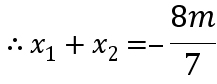 ∴ x₁ + x₂ =− 8m/7